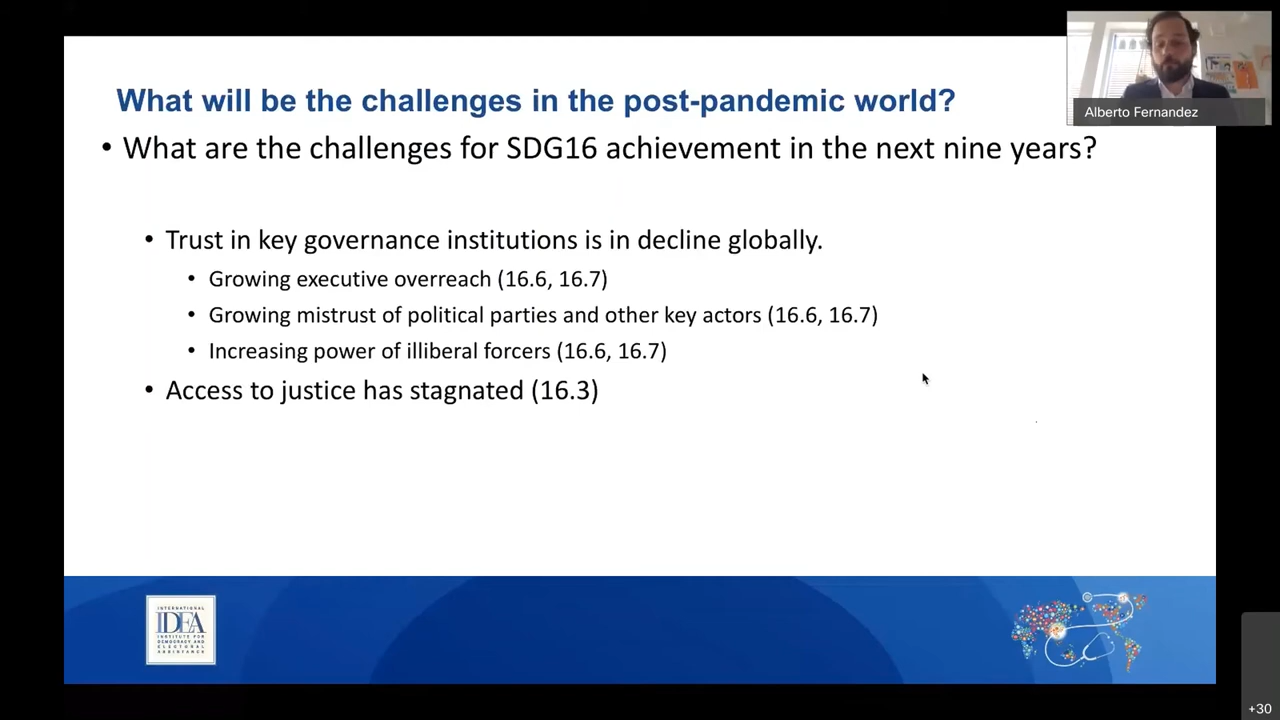 What will be the challenges in the post-pandemic world?
• What are the challenges for SDG16 achievement in the next nine years?
• Trust in key governance institutions is in decline globally.
• Growing executive overreach (16.6, 16.7)
• Growing mistrust of political parties and other key actors (16.6, 16.7)
• Increasing power of illiberal forcers (16.6, 16.7)
• Access to justice has stagnated (16.3)
Alberto Fernandez
INTERNATIONAL
IDEA
INSTITUTE FOR
DEMOCRACY AND
ELECTORAL
ASSISTANCE
+30